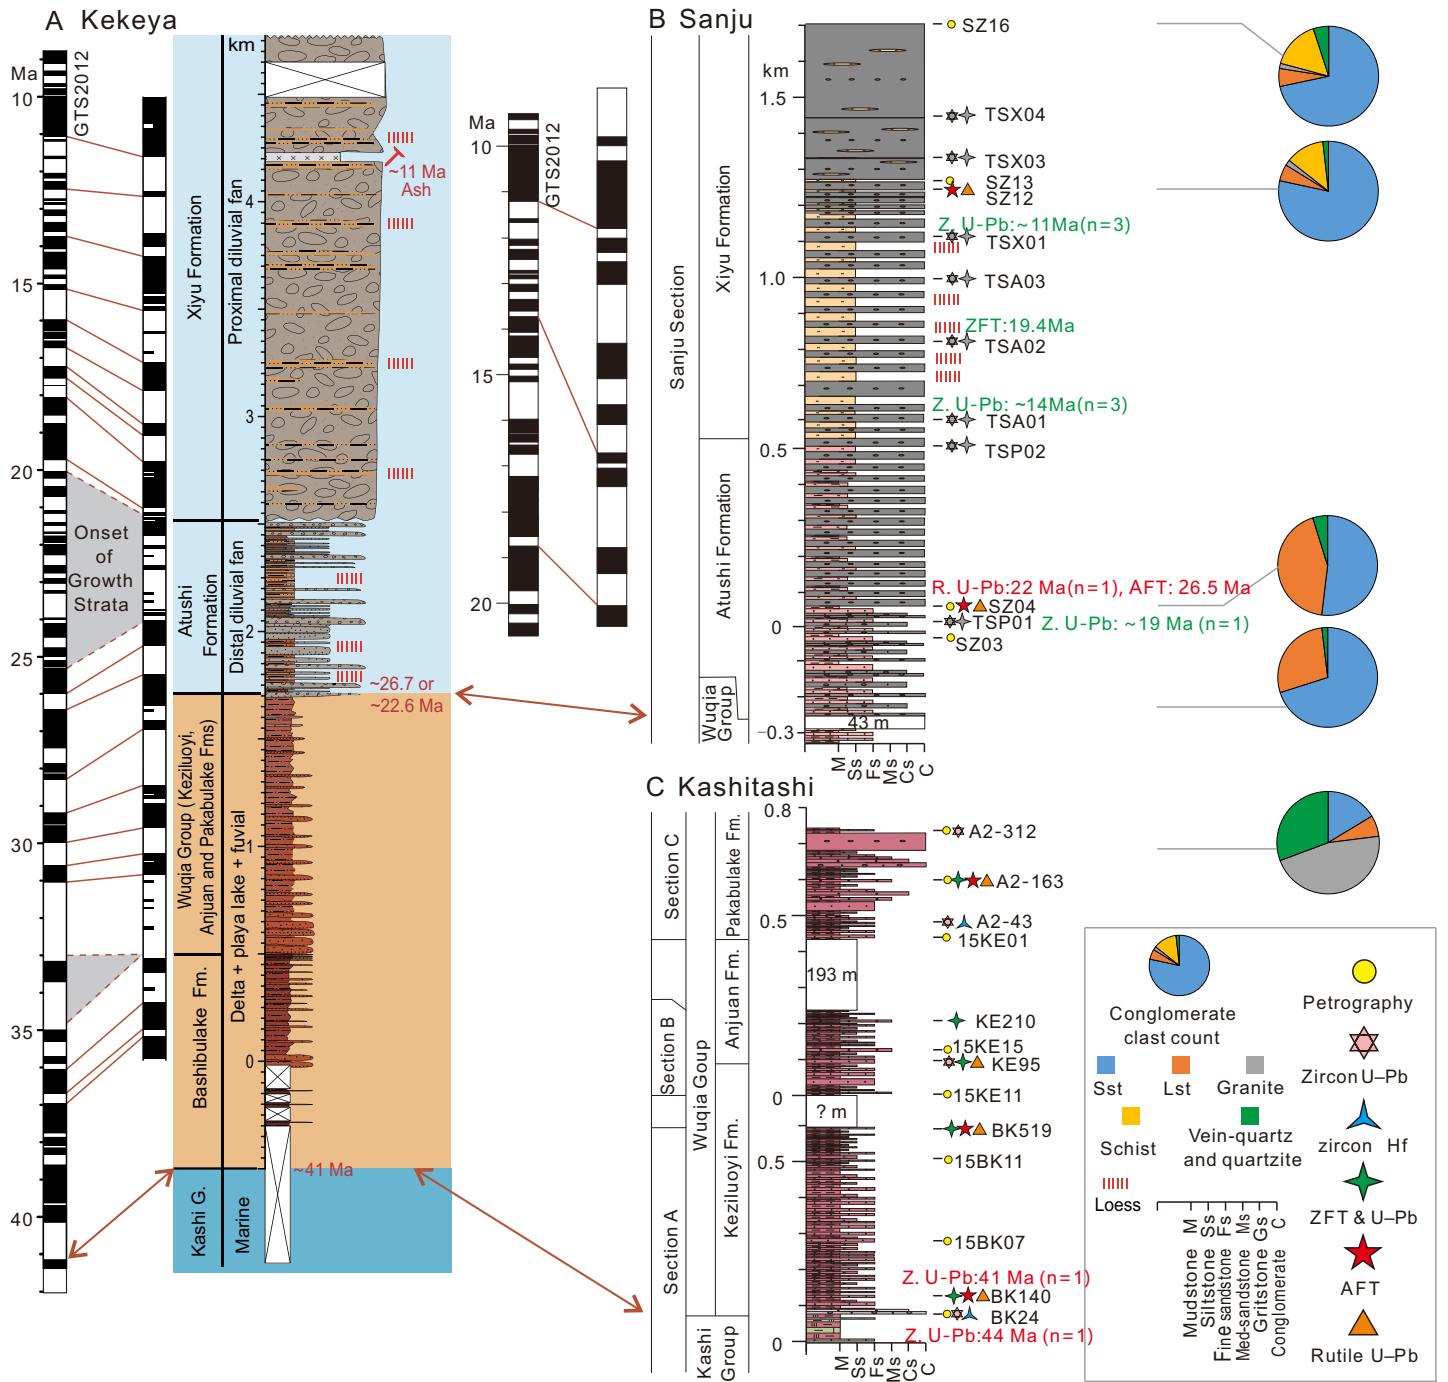 A Kekeya
Ma
GTS2012
10
15
20
25
30
35
40
Onset
of
Growth
Strata
km
4
3
2
1
0
Xiyu Formation
Proximal diluvial fan
Atushi
Formation
Distal diluvial fan
Wuqia Group (Keziluoyi,
Anjuan and Pakabulake Fms)
Delta + playa lake + fuvial
Bashibulake Fm.
Kashi G.
Marine
~11 Ma
Ash
~26.7 or
~22.6 Ma
~41 Ma
Ma
GTS2012
10
15
20
B Sanju
km
1.5
1.0
0.5
0
−0.3
Sanju Section
Xiyu Formation
Atushi Formation
Wuqia
Group
43 m
M
Ss
Fs
Ms
Cs
C
SZ16
TSX04
TSX03
SZ13
SZ12
Z. U-Pb:~11Ma(n=3)
TSX01
TSA03
ZFT:19.4Ma
TSA02
Z. U-Pb: ~14Ma(n=3)
TSA01
TSP02
R. U-Pb:22 Ma(n=1), AFT: 26.5 Ma
SZ04
TSP01 Z. U-Pb: ~19 Ma (n=1)
SZ03
C Kashitashi
0.8
0.5
0
0.5
0
Section C
Section B
Section A
Wuqia Goup
Kashi
Group
Pakabulake Fm.
Anjuan Fm.
Keziluoyi Fm.
193 m
? m
M
Ss
Fs
Ms
Cs
C
A2-312
A2-163
A2-43
15KE01
KE210
15KE15
KE95
15KE11
BK519
15BK11
15BK07
Z. U-Pb:41 Ma (n=1)
BK140
BK24
Z. U-Pb:44 Ma (n=1)
Conglomerate
clast count
Sst
Lst
Granite
Schist
Vein-quartz
and quartzite
Loess
M
Ss
Fs
Ms
Gs
C
Mudstone
Siltstone
Fine sandstone
Med-sandstone
Gritstone
Conglomerate
Petrography
Zircon U–Pb
zircon Hf
ZFT & U–Pb
AFT
Rutile U–Pb